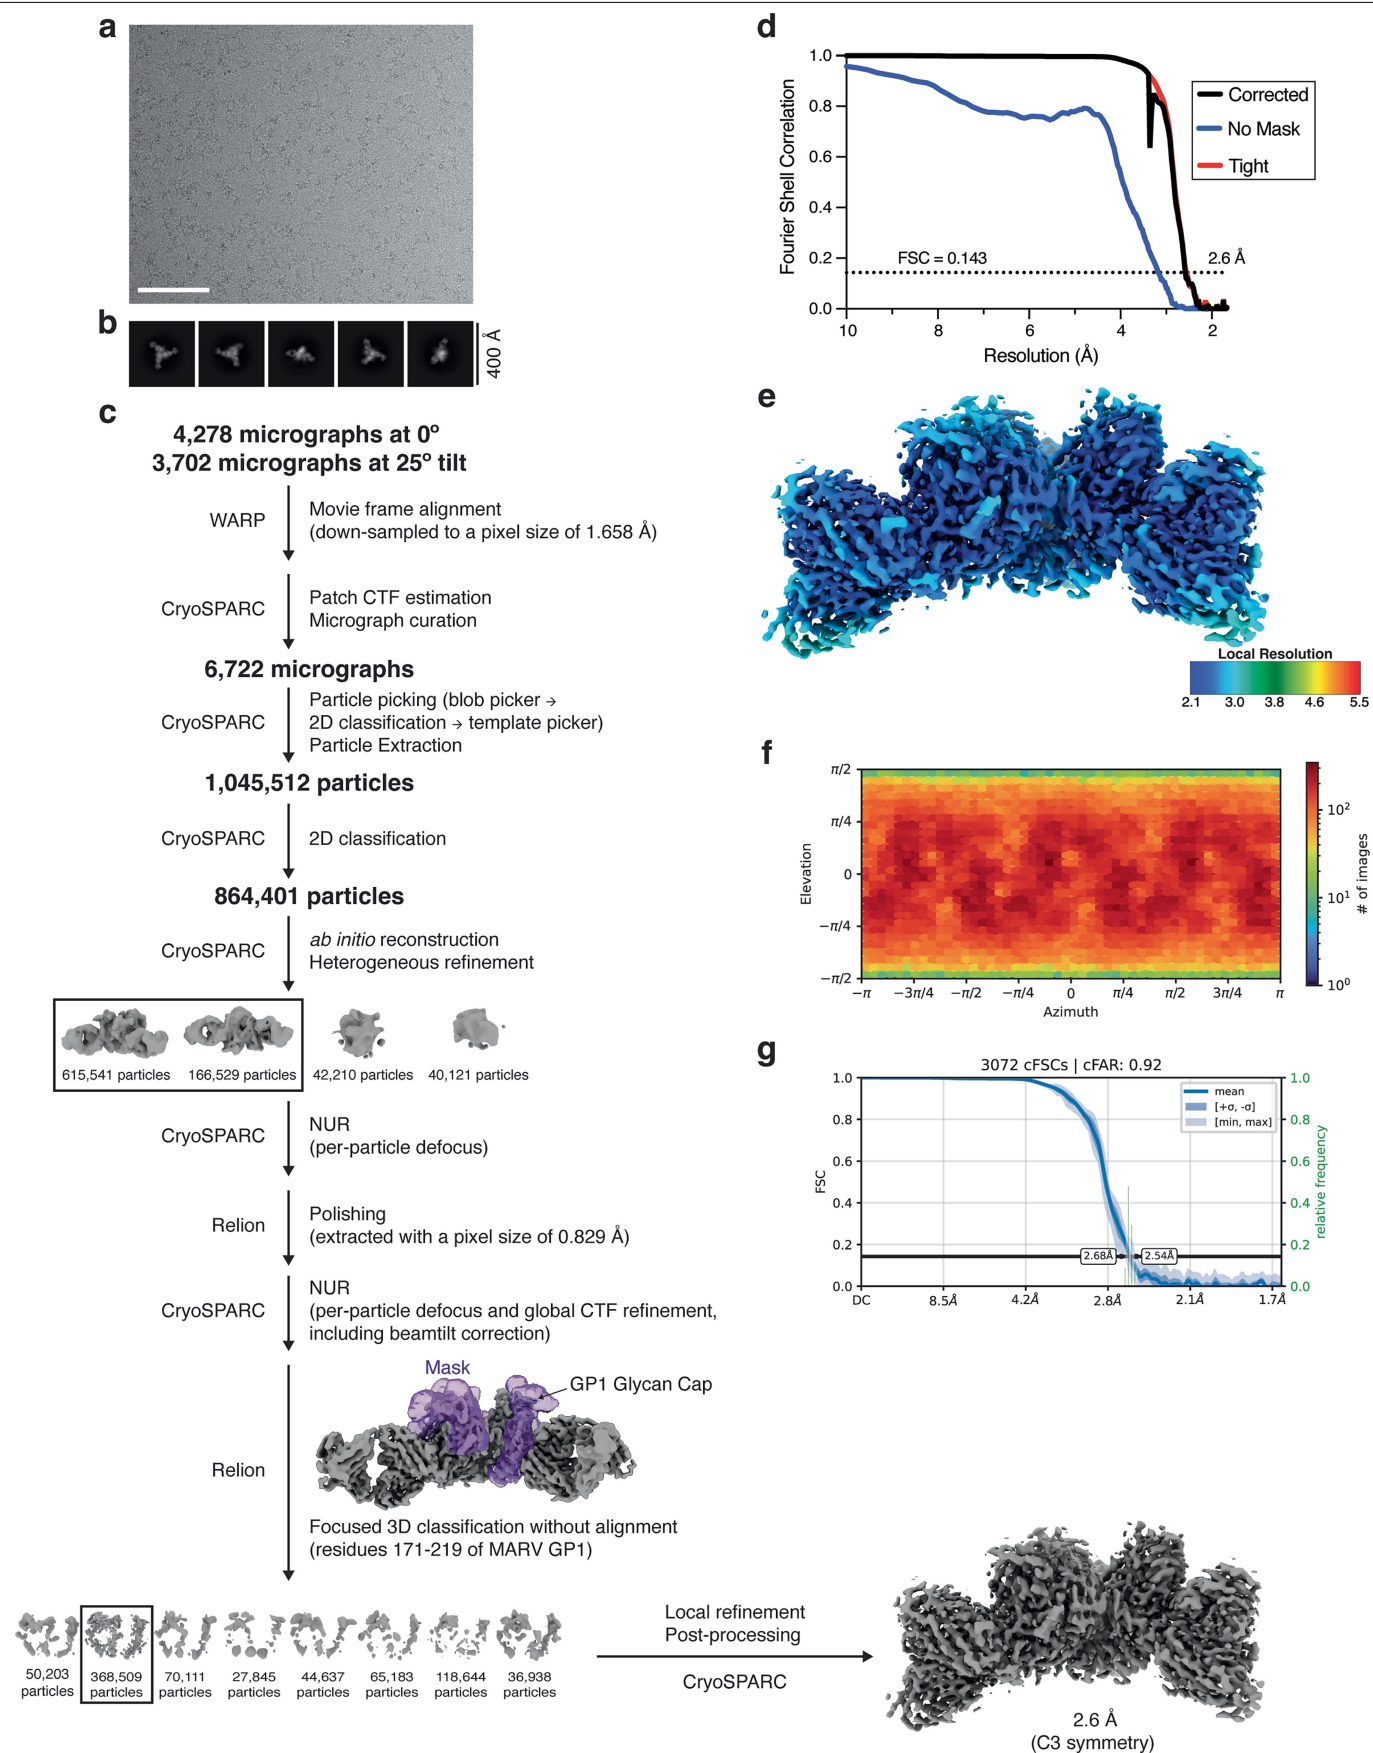 a
b
400 Å
c
4,278 micrographs at 0º
3,702 micrographs at 25º tilt
WARP
Movie frame alignment
(down-sampled to a pixel size of 1.658 Å)
CryoSPARC
Patch CTF estimation
Micrograph curation
6,722 micrographs
CryoSPARC
Particle picking (blob picker →
2D classification → template picker)
Particle Extraction
1,045,512 particles
CryoSPARC
2D classification
864,401 particles
CryoSPARC
ab initio reconstruction
Heterogeneous refinement
615,541 particles
166,529 particles
42,210 particles
40,121 particles
CryoSPARC
NUR
(per-particle defocus)
Relion
Polishing
(extracted with a pixel size of 0.829 Å)
CryoSPARC
NUR
(per-particle defocus and global CTF refinement,
including beamtilt correction)
Mask
GP1 Glycan Cap
Relion
Focused 3D classification without alignment
(residues 171-219 of MARV GP1)
50,203
particles
368,509
particles
70,111
particles
27,845
particles
44,637
particles
65,183
particles
118,644
particles
36,938
particles
Local refinement
Post-processing
CryoSPARC
2.6 Å
(C3 symmetry)
d
Fourier Shell Correlation
1.0
0.8
0.6
0.4
0.2
0.0
Corrected
No Mask
Tight
FSC = 0.143
2.6 Å
10
8
6
4
2
Resolution (Å)
e
Local Resolution
2.1
3.0
3.8
4.6
5.5
f
Elevation
π/2
π/4
0
−π/4
−π/2
−π
−3π/4
−π/2
−π/4
0
π/4
π/2
3π/4
π
Azimuth
10²
10¹
10⁰
# of images
g
3072 cFSCs | cFAR: 0.92
FSC
1.0
0.8
0.6
0.4
0.2
0.0
mean
[+σ, -σ]
[min, max]
2.68Å
2.54Å
1.0
0.8
0.6
0.4
0.2
0.0
relative frequency
DC
8.5Å
4.2Å
2.8Å
2.1Å
1.7Å